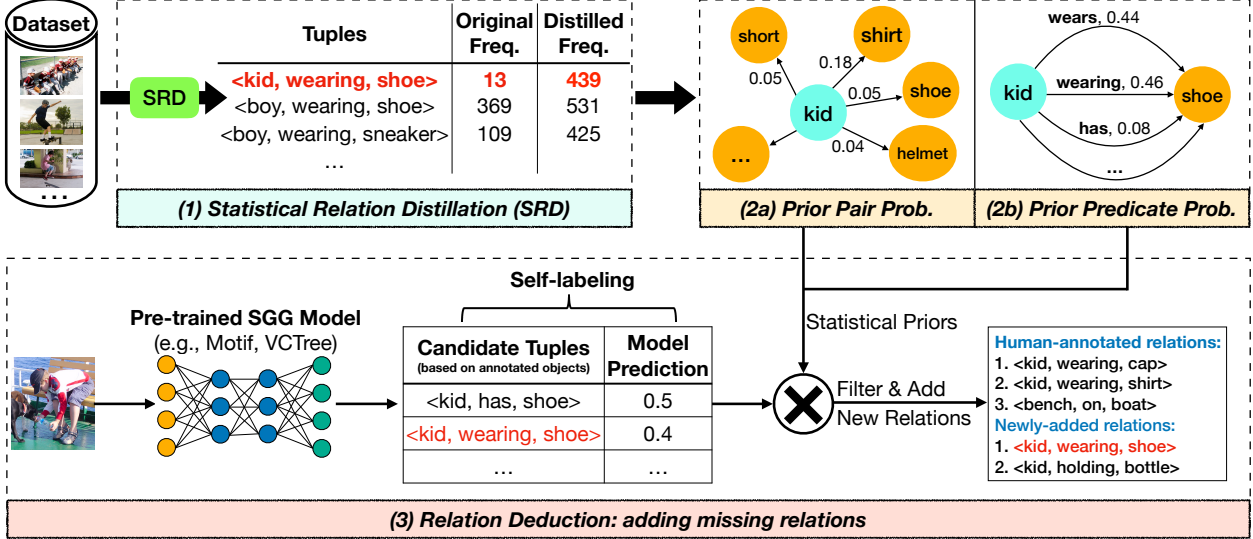 Dataset
...
SRD
Tuples
Original Freq.
Distilled Freq.
<kid, wearing, shoe> 13 439
<boy, wearing, shoe> 369 531
<boy, wearing, sneaker> 109 425
...
(1) Statistical Relation Distillation (SRD)
short
shirt
shoe
helmet
...
kid
0.05
0.18
0.05
0.04
(2a) Prior Pair Prob.
kid
wears, 0.44
wearing, 0.46
has, 0.08
...
shoe
(2b) Prior Predicate Prob.
Pre-trained SGG Model
(e.g., Motif, VCTree)
Self-labeling
Candidate Tuples
(based on annotated objects)
Model
Prediction
<kid, has, shoe> 0.5
<kid, wearing, shoe> 0.4
... ...
Statistical Priors
Filter & Add
New Relations
Human-annotated relations:
1. <kid, wearing, cap>
2. <kid, wearing, shirt>
3. <bench, on, boat>
Newly-added relations:
1. <kid, wearing, shoe>
2. <kid, holding, bottle>
(3) Relation Deduction: adding missing relations